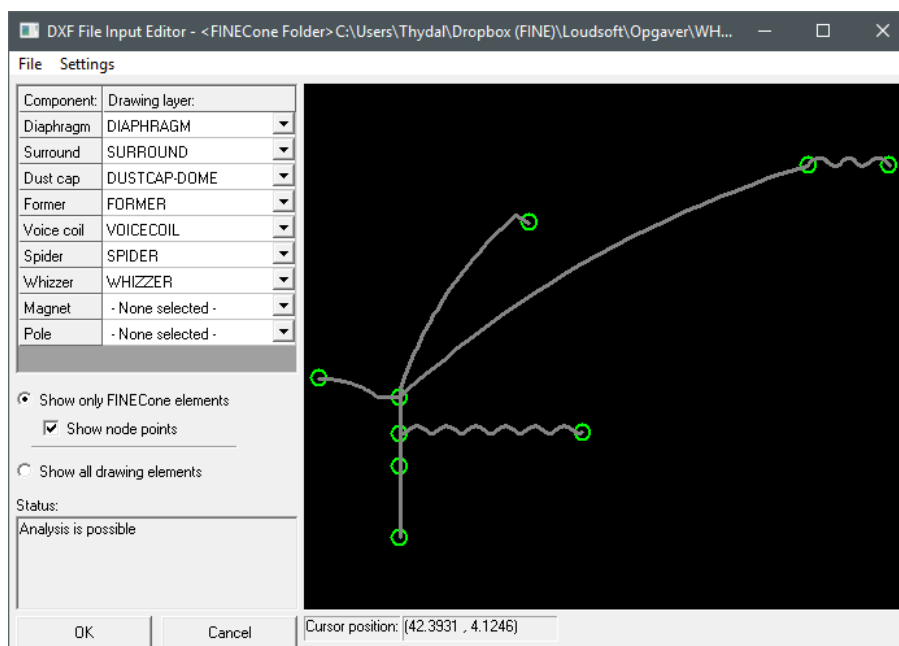 DXF File Input Editor - <FINECone Folder>C:\Users\Thydal\Dropbox (FINE)\Loudsoft\Opgaver\WH...
File Settings
Component: Drawing layer:
Diaphragm DIAPHRAGM
Surround SURROUND
Dust cap DUSTCAP-DOME
Former FORMER
Voice coil VOICECOIL
Spider SPIDER
Whizzer WHIZZER
Magnet - None selected -
Pole - None selected -
Show only FINECone elements
Show node points
Show all drawing elements
Status:
Analysis is possible
OK Cancel Cursor position: (42.3931 , 4.1246)